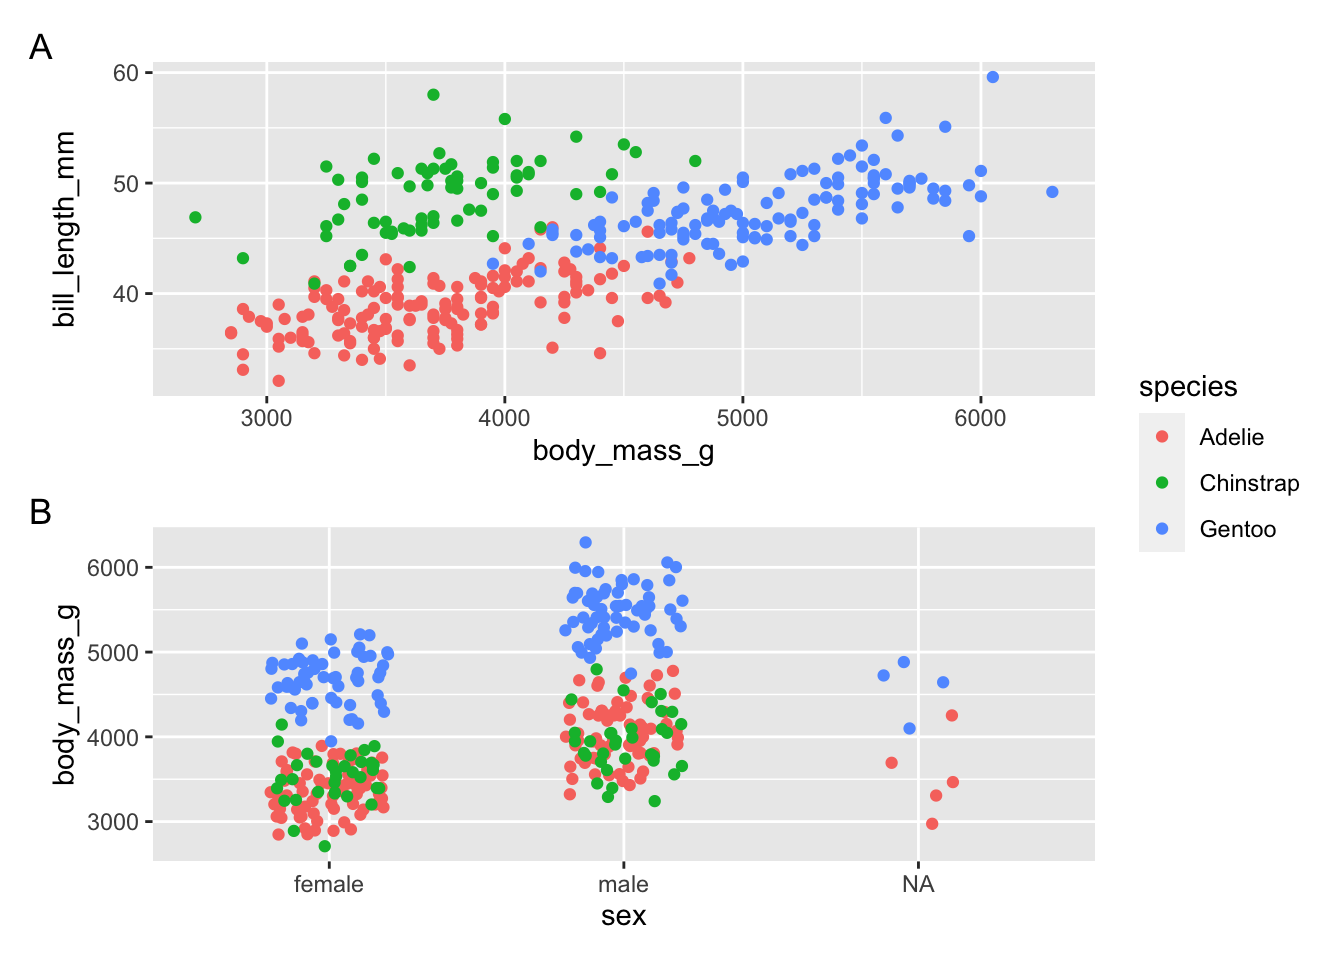 A
60
50
40
bill_length_mm
3000 4000 5000 6000
body_mass_g
species
Adelie
Chinstrap
Gentoo
B
6000
5000
4000
3000
body_mass_g
female male NA
sex